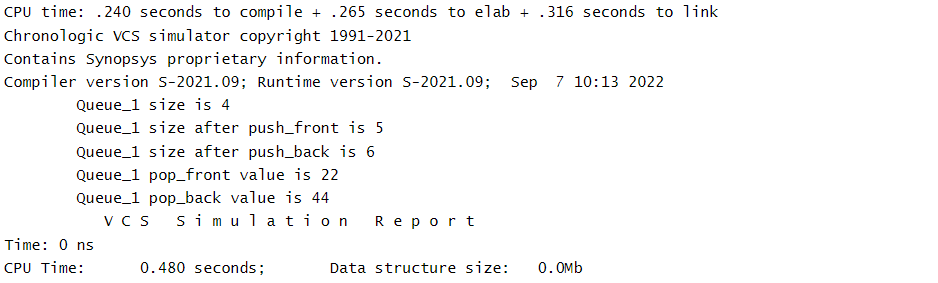 CPU time: .240 seconds to compile + .265 seconds to elab + .316 seconds to link
Chronologic VCS simulator copyright 1991-2021
Contains Synopsys proprietary information.
Compiler version S-2021.09; Runtime version S-2021.09;  Sep  7 10:13 2022
Queue_1 size is 4
Queue_1 size after push_front is 5
Queue_1 size after push_back is 6
Queue_1 pop_front value is 22
Queue_1 pop_back value is 44
V C S   S i m u l a t i o n   R e p o r t
Time: 0 ns
CPU Time:      0.480 seconds;       Data structure size:   0.0Mb